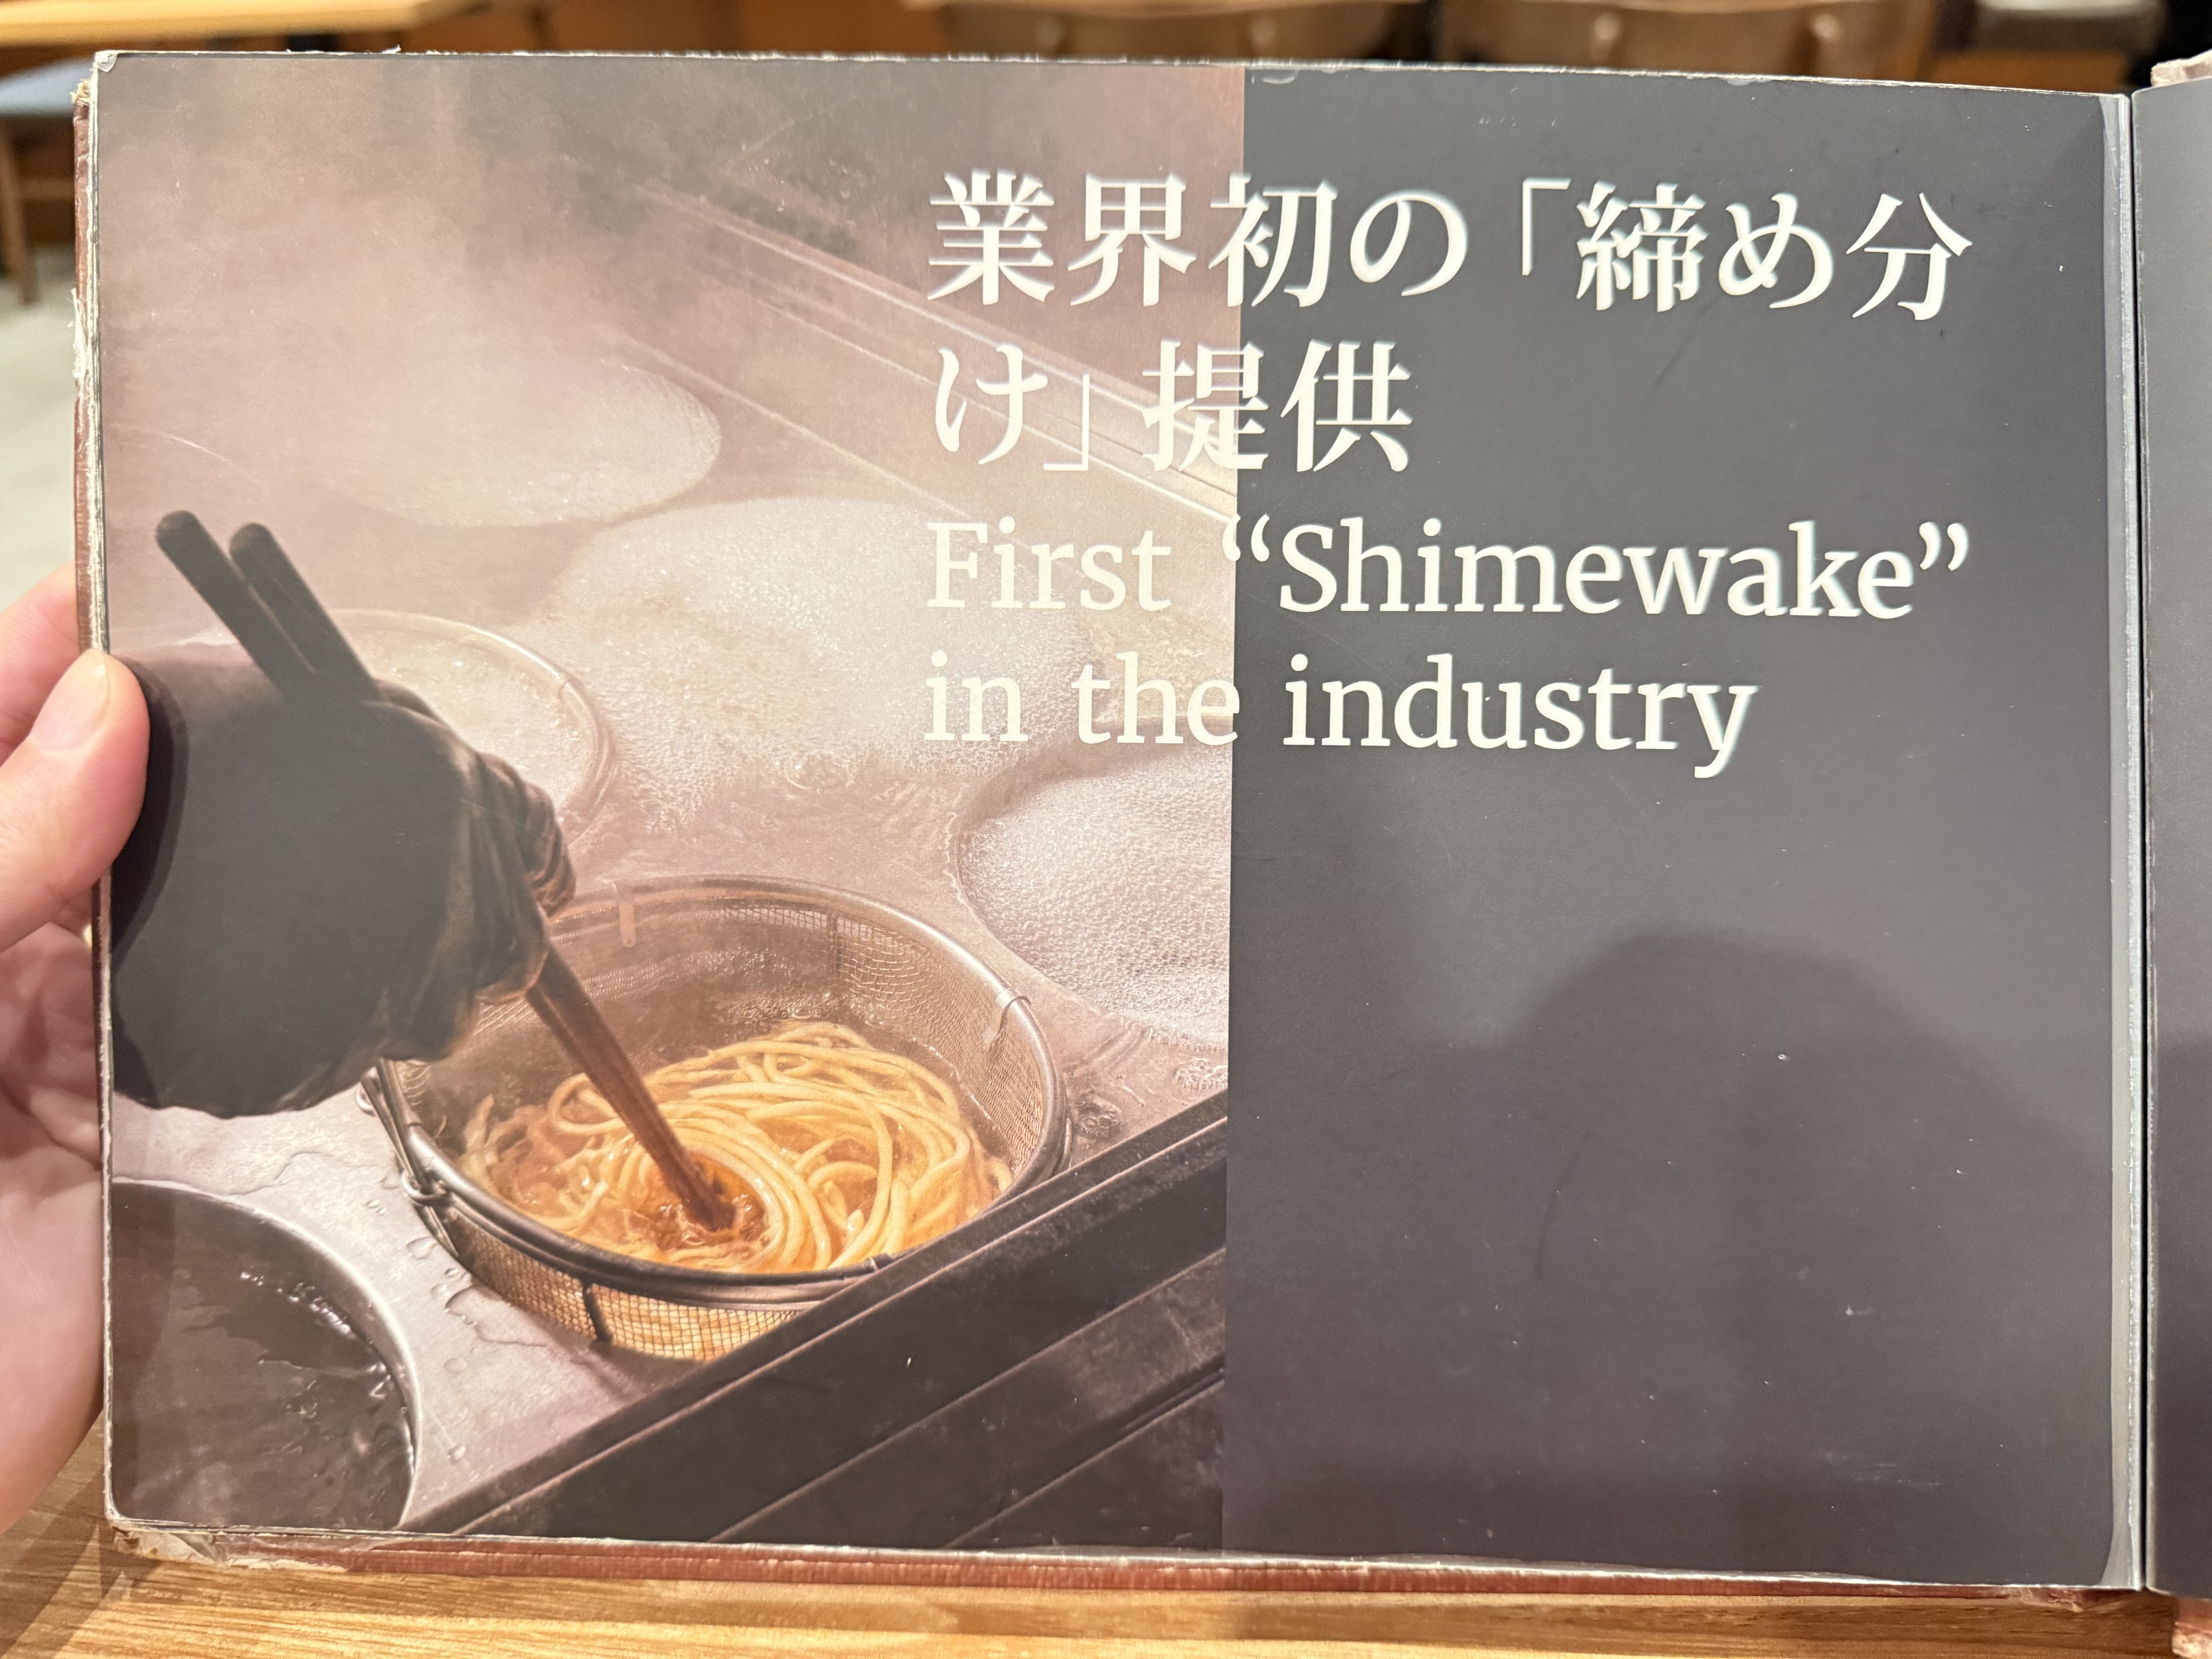 業界初の「締め分
け」提供
First “Shimewake”
in the industry